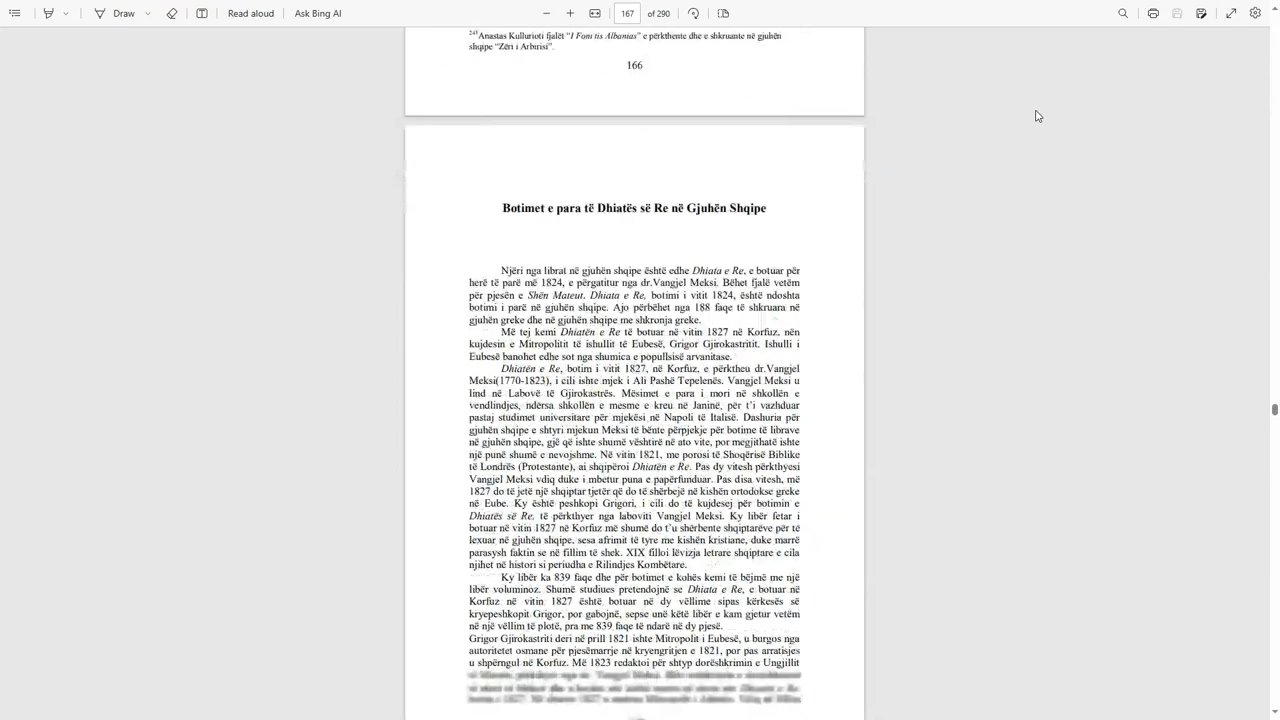 Draw
Read aloud
Ask Bing AI
167 of 290
243Anastas Kullurioti fjalët “I Foni tis Albanias” e përkthente dhe e shkruante në gjuhën
shqipe “Zëri i Arbërisi”.
166
Botimet e para të Dhiatës së Re në Gjuhën Shqipe
Njëri nga librat në gjuhën shqipe është edhe Dhiata e Re, e botuar për
herë të parë më 1824, e përgatitur nga dr.Vangjel Meksi. Bëhet fjalë vetëm
për pjesën e Shën Mateut. Dhiata e Re, botimi i vitit 1824, është ndoshta
botimi i parë në gjuhën shqipe. Ajo përbëhet nga 188 faqe të shkruara në
gjuhën greke dhe në gjuhën shqipe me shkronja greke.
Më tej kemi Dhiatën e Re të botuar në vitin 1827 në Korfuz, nën
kujdesin e Mitropolitit të ishullit të Eubesë, Grigor Gjirokastritit. Ishulli i
Eubesë banohet edhe sot nga shumica e popullsisë arvanitase.
Dhiatën e Re, botim i vitit 1827, në Korfuz, e përktheu dr.Vangjel
Meksi(1770-1823), i cili ishte mjek i Ali Pashë Tepelenës. Vangjel Meksi u
lind në Labovë të Gjirokastrës. Mësimet e para i mori në shkollën e
vendlindjes, ndërsa shkollën e mesme e kreu në Janinë, për t’i vazhduar
pastaj studimet universitare për mjekësi në Napoli të Italisë. Dashuria për
gjuhën shqipe e shtyri mjekun Meksi të bënte përpjekje për botime të librave
në gjuhën shqipe, gjë që ishte shumë vështirë në ato vite, por megjithatë ishte
një punë shumë e nevojshme. Në vitin 1821, me porosi të Shoqërisë Biblike
të Londrës (Protestante), ai shqipëroi Dhiatën e Re. Pas dy vitesh përkthyesi
Vangjel Meksi vdiq duke i mbetur puna e papërfunduar. Pas disa vitesh, më
1827 do të jetë një shqiptar tjetër që do të shërbejë në kishën ortodokse greke
në Eube. Ky është peshkopi Grigori, i cili do të kujdesej për botimin e
Dhiatës së Re, të përkthyer nga laboviti Vangjel Meksi. Ky libër fetar i
botuar në vitin 1827 në Korfuz më shumë do t’u shërbente shqiptarëve për të
lexuar në gjuhën shqipe, sesa afrimit të tyre me kishën kristiane, duke marrë
parasysh faktin se në fillim të shek. XIX filloi lëvizja letrare shqiptare e cila
njihet në histori si periudha e Rilindjes Kombëtare.
Ky libër ka 839 faqe dhe për botimet e kohës kemi të bëjmë me një
libër voluminoz. Shumë studiues pretendojnë se Dhiata e Re, e botuar në
Korfuz në vitin 1827 është botuar në dy vëllime sipas kërkesës së
kryepeshkopit Grigor, por gabojnë, sepse unë këtë libër e kam gjetur vetëm
në një vëllim të plotë, pra me 839 faqe të ndarë në dy pjesë.
Grigor Gjirokastriti deri në prill 1821 ishte Mitropolit i Eubesë, u burgos nga
autoritetet osmane për pjesëmarrje në kryengritjen e 1821, por pas arratisjes
u shpërngul në Korfuz. Më 1823 redaktoi për shtyp dorëshkrimin e Ungjillit